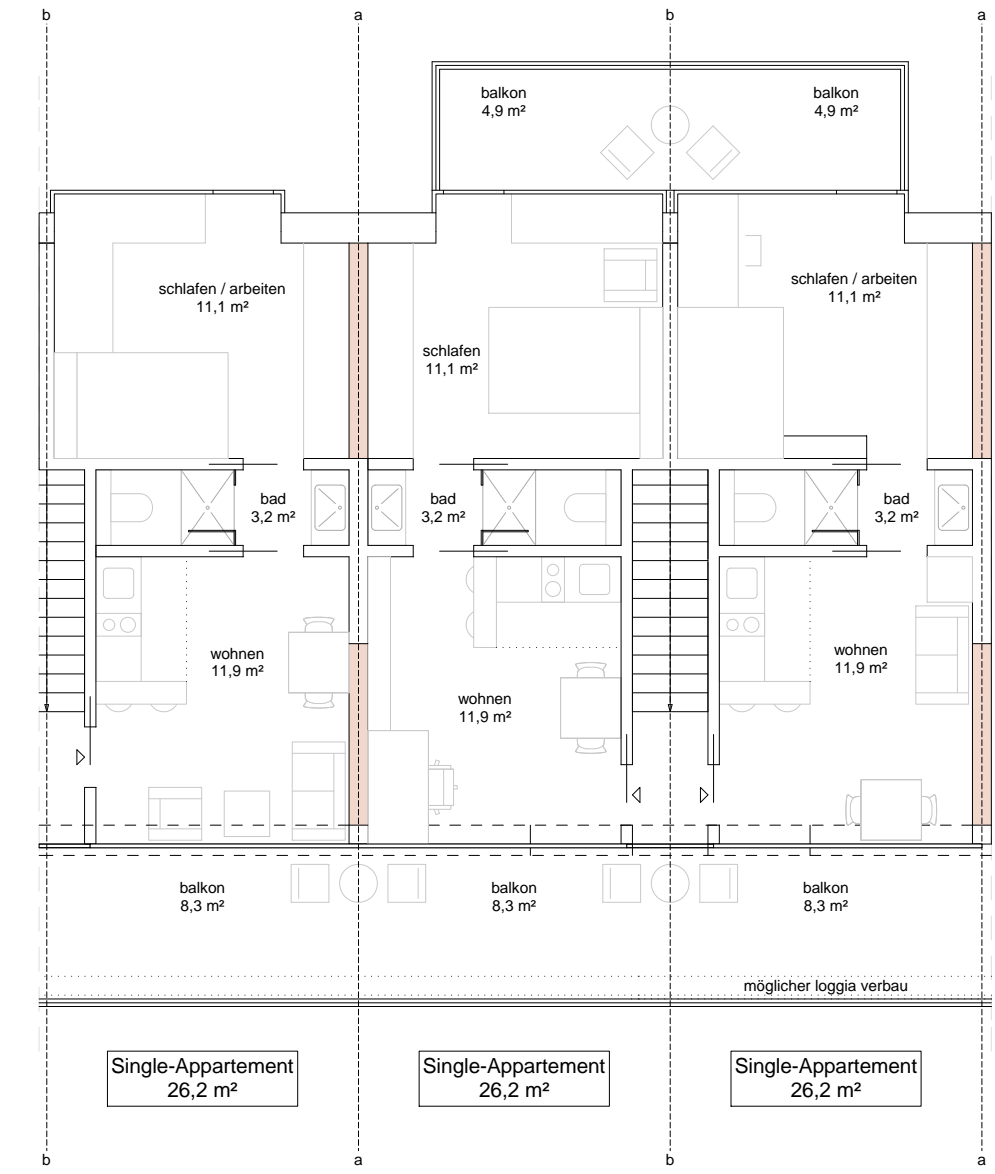 b
a
b
a
balkon
4,9 m²
balkon
4,9 m²
schlafen / arbeiten
11,1 m²
schlafen
11,1 m²
schlafen / arbeiten
11,1 m²
bad
3,2 m²
bad
3,2 m²
bad
3,2 m²
wohnen
11,9 m²
wohnen
11,9 m²
wohnen
11,9 m²
balkon
8,3 m²
balkon
8,3 m²
balkon
8,3 m²
möglicher loggia verbau
Single-Appartement
26,2 m²
Single-Appartement
26,2 m²
Single-Appartement
26,2 m²
b
a
b
a